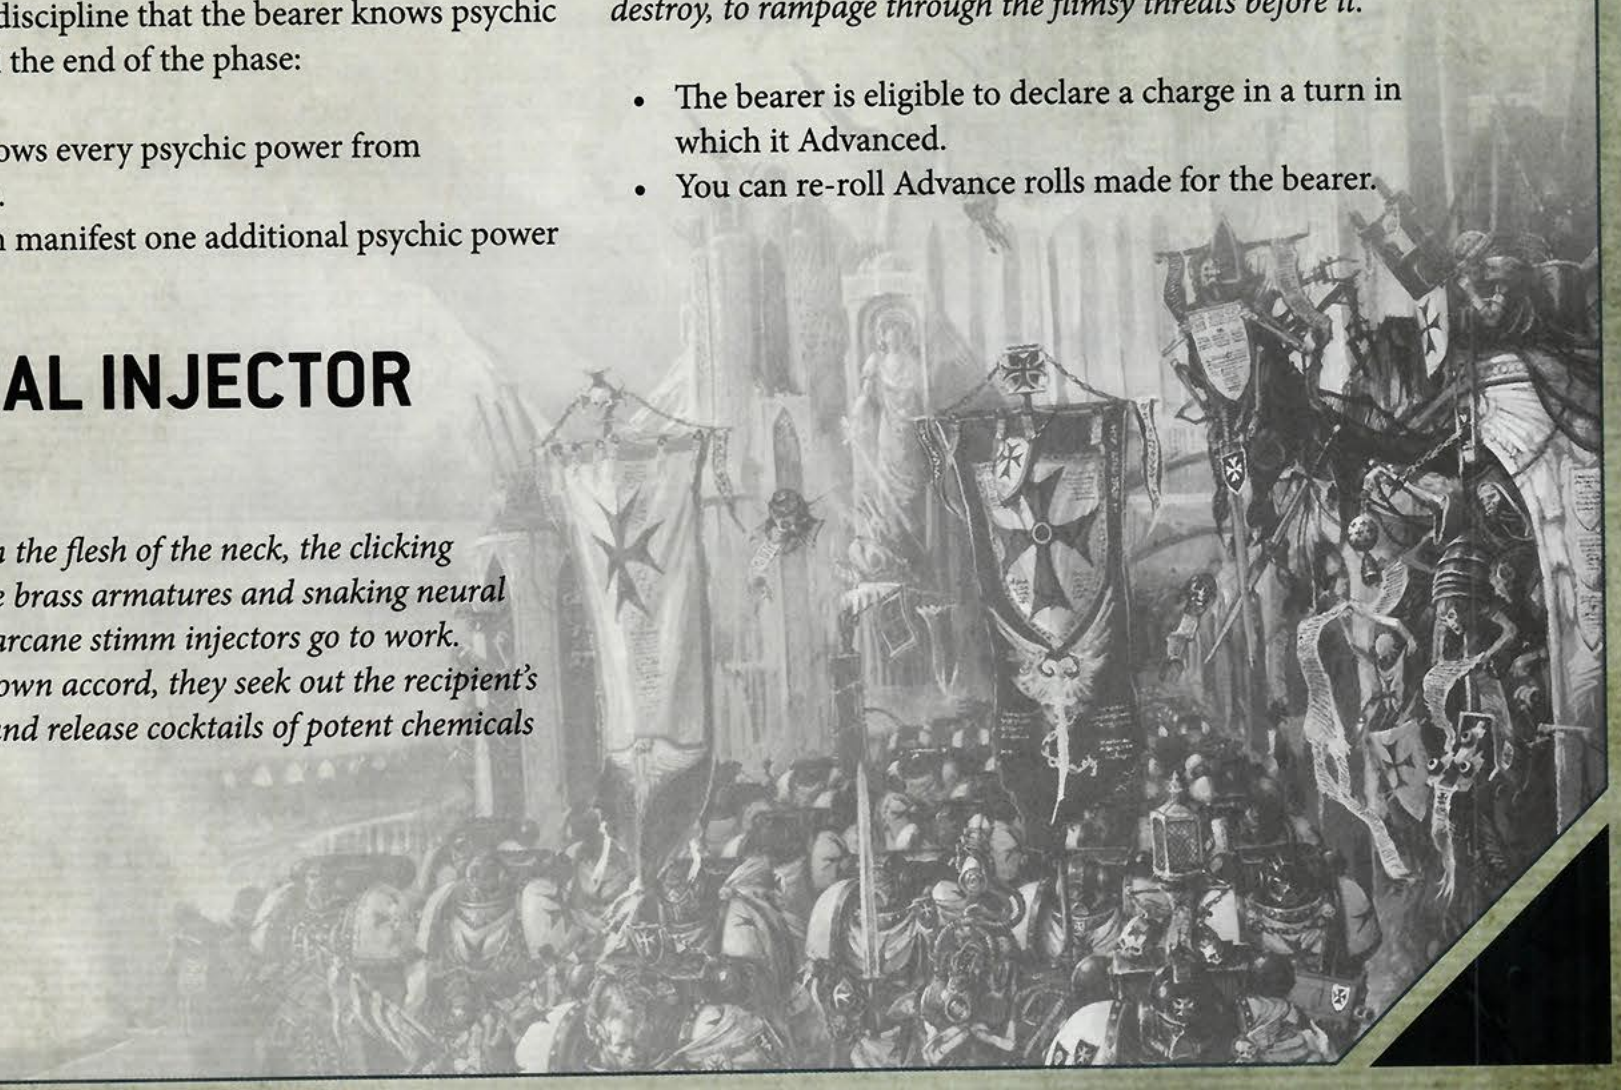 discipline that the bearer knows psychic
the end of the phase:
ows every psychic power from
.
manifest one additional psychic power
AL INJECTOR
the flesh of the neck, the clicking
e brass armatures and snaking neural
arcane stimm injectors go to work.
own accord, they seek out the recipient's
nd release cocktails of potent chemicals
destroy, to rampage through the flimsy threats before it.
• The bearer is eligible to declare a charge in a turn in
which it Advanced.
• You can re-roll Advance rolls made for the bearer.